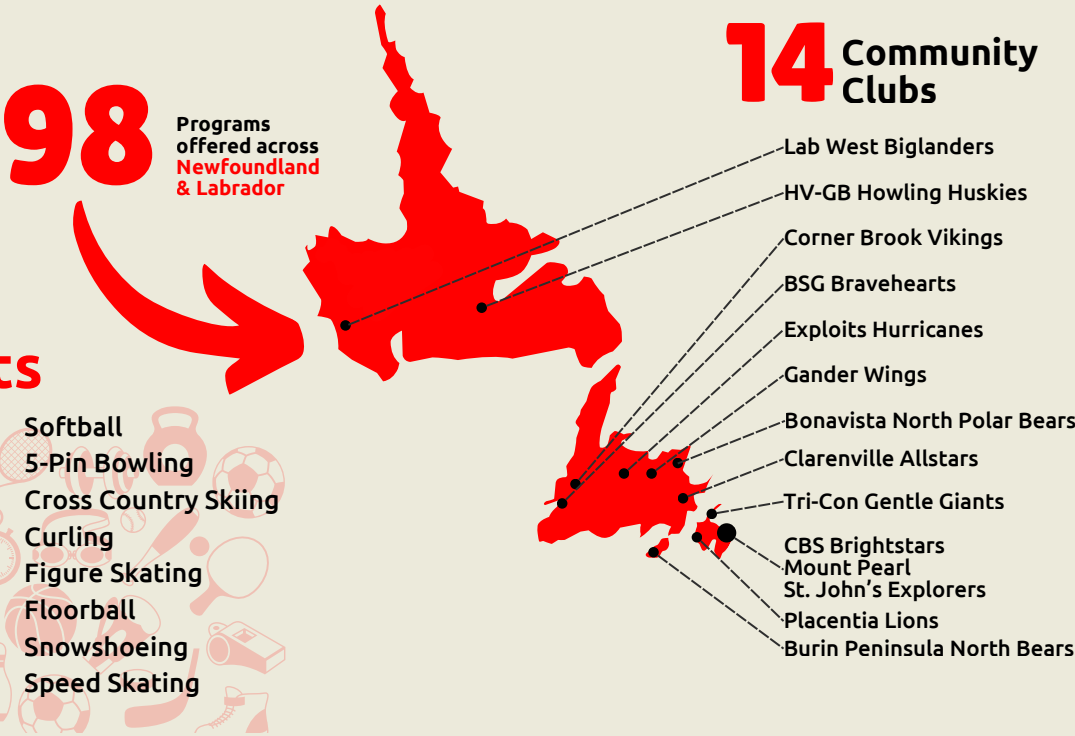 98
Programs
offered across
Newfoundland
& Labrador
14
Community
Clubs
Lab West Biglanders
HV-GB Howling Huskies
Corner Brook Vikings
BSG Bravehearts
Exploits Hurricanes
Gander Wings
Bonavista North Polar Bears
Clarenville Allstars
Tri-Con Gentle Giants
CBS Brightstars
Mount Pearl
St. John's Explorers
Placentia Lions
Burin Peninsula North Bears
ts
Softball
5-Pin Bowling
Cross Country Skiing
Curling
Figure Skating
Floorball
Snowshoeing
Speed Skating